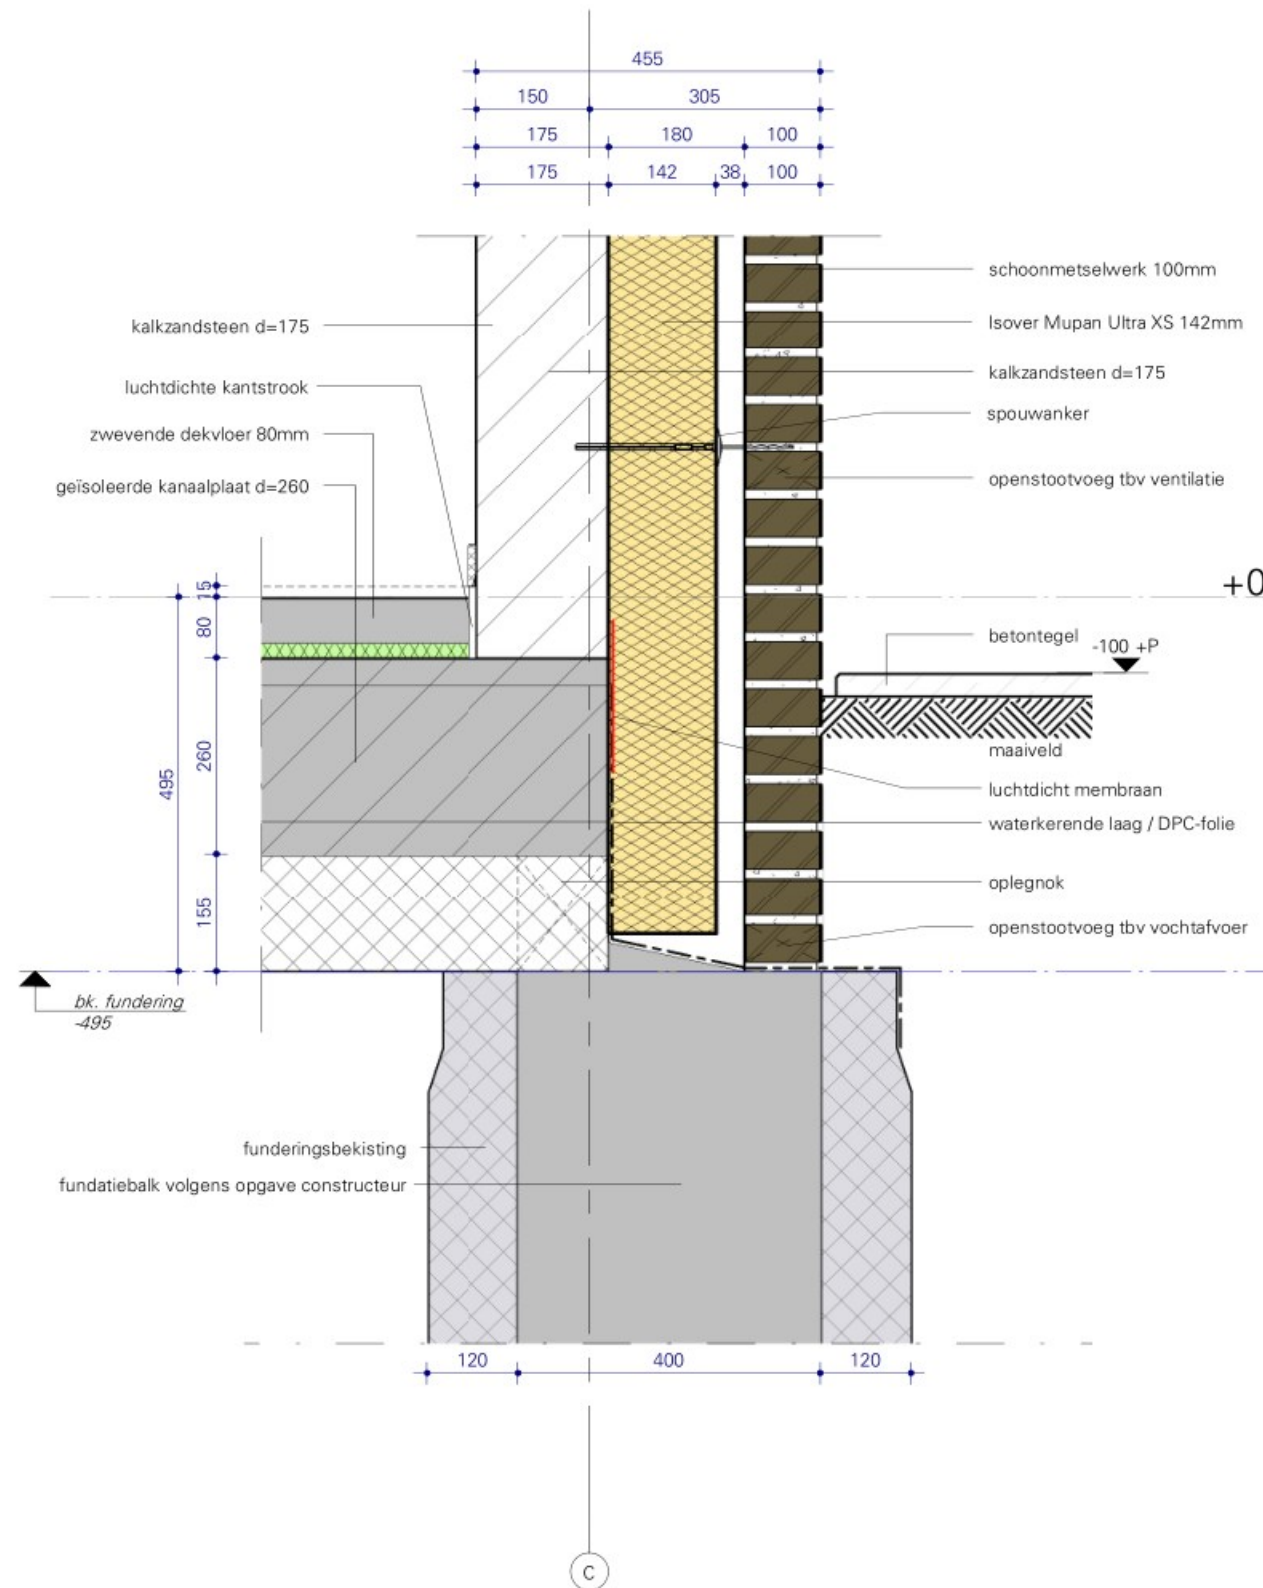 455
150 305
175 180 100
175 142 38 100
schoonmetselwerk 100mm
Isover Mupan Ultra XS 142mm
kalkzandsteen d=175
kalkzandsteen d=175
luchtdichte kantstrook
spouwanker
zwevende dekvloer 80mm
openstootvoeg tbv ventilatie
geïsoleerde kanaalplaat d=260
15
+0
80
betontegel
-100 +P
260
495
maaiveld
luchtdicht membraan
waterkerende laag / DPC-folie
oplegnok
155
openstootvoeg tbv vochtafvoer
bk. fundering
-495
funderingsbekisting
fundatiebalk volgens opgave constructeur
120 400 120
C